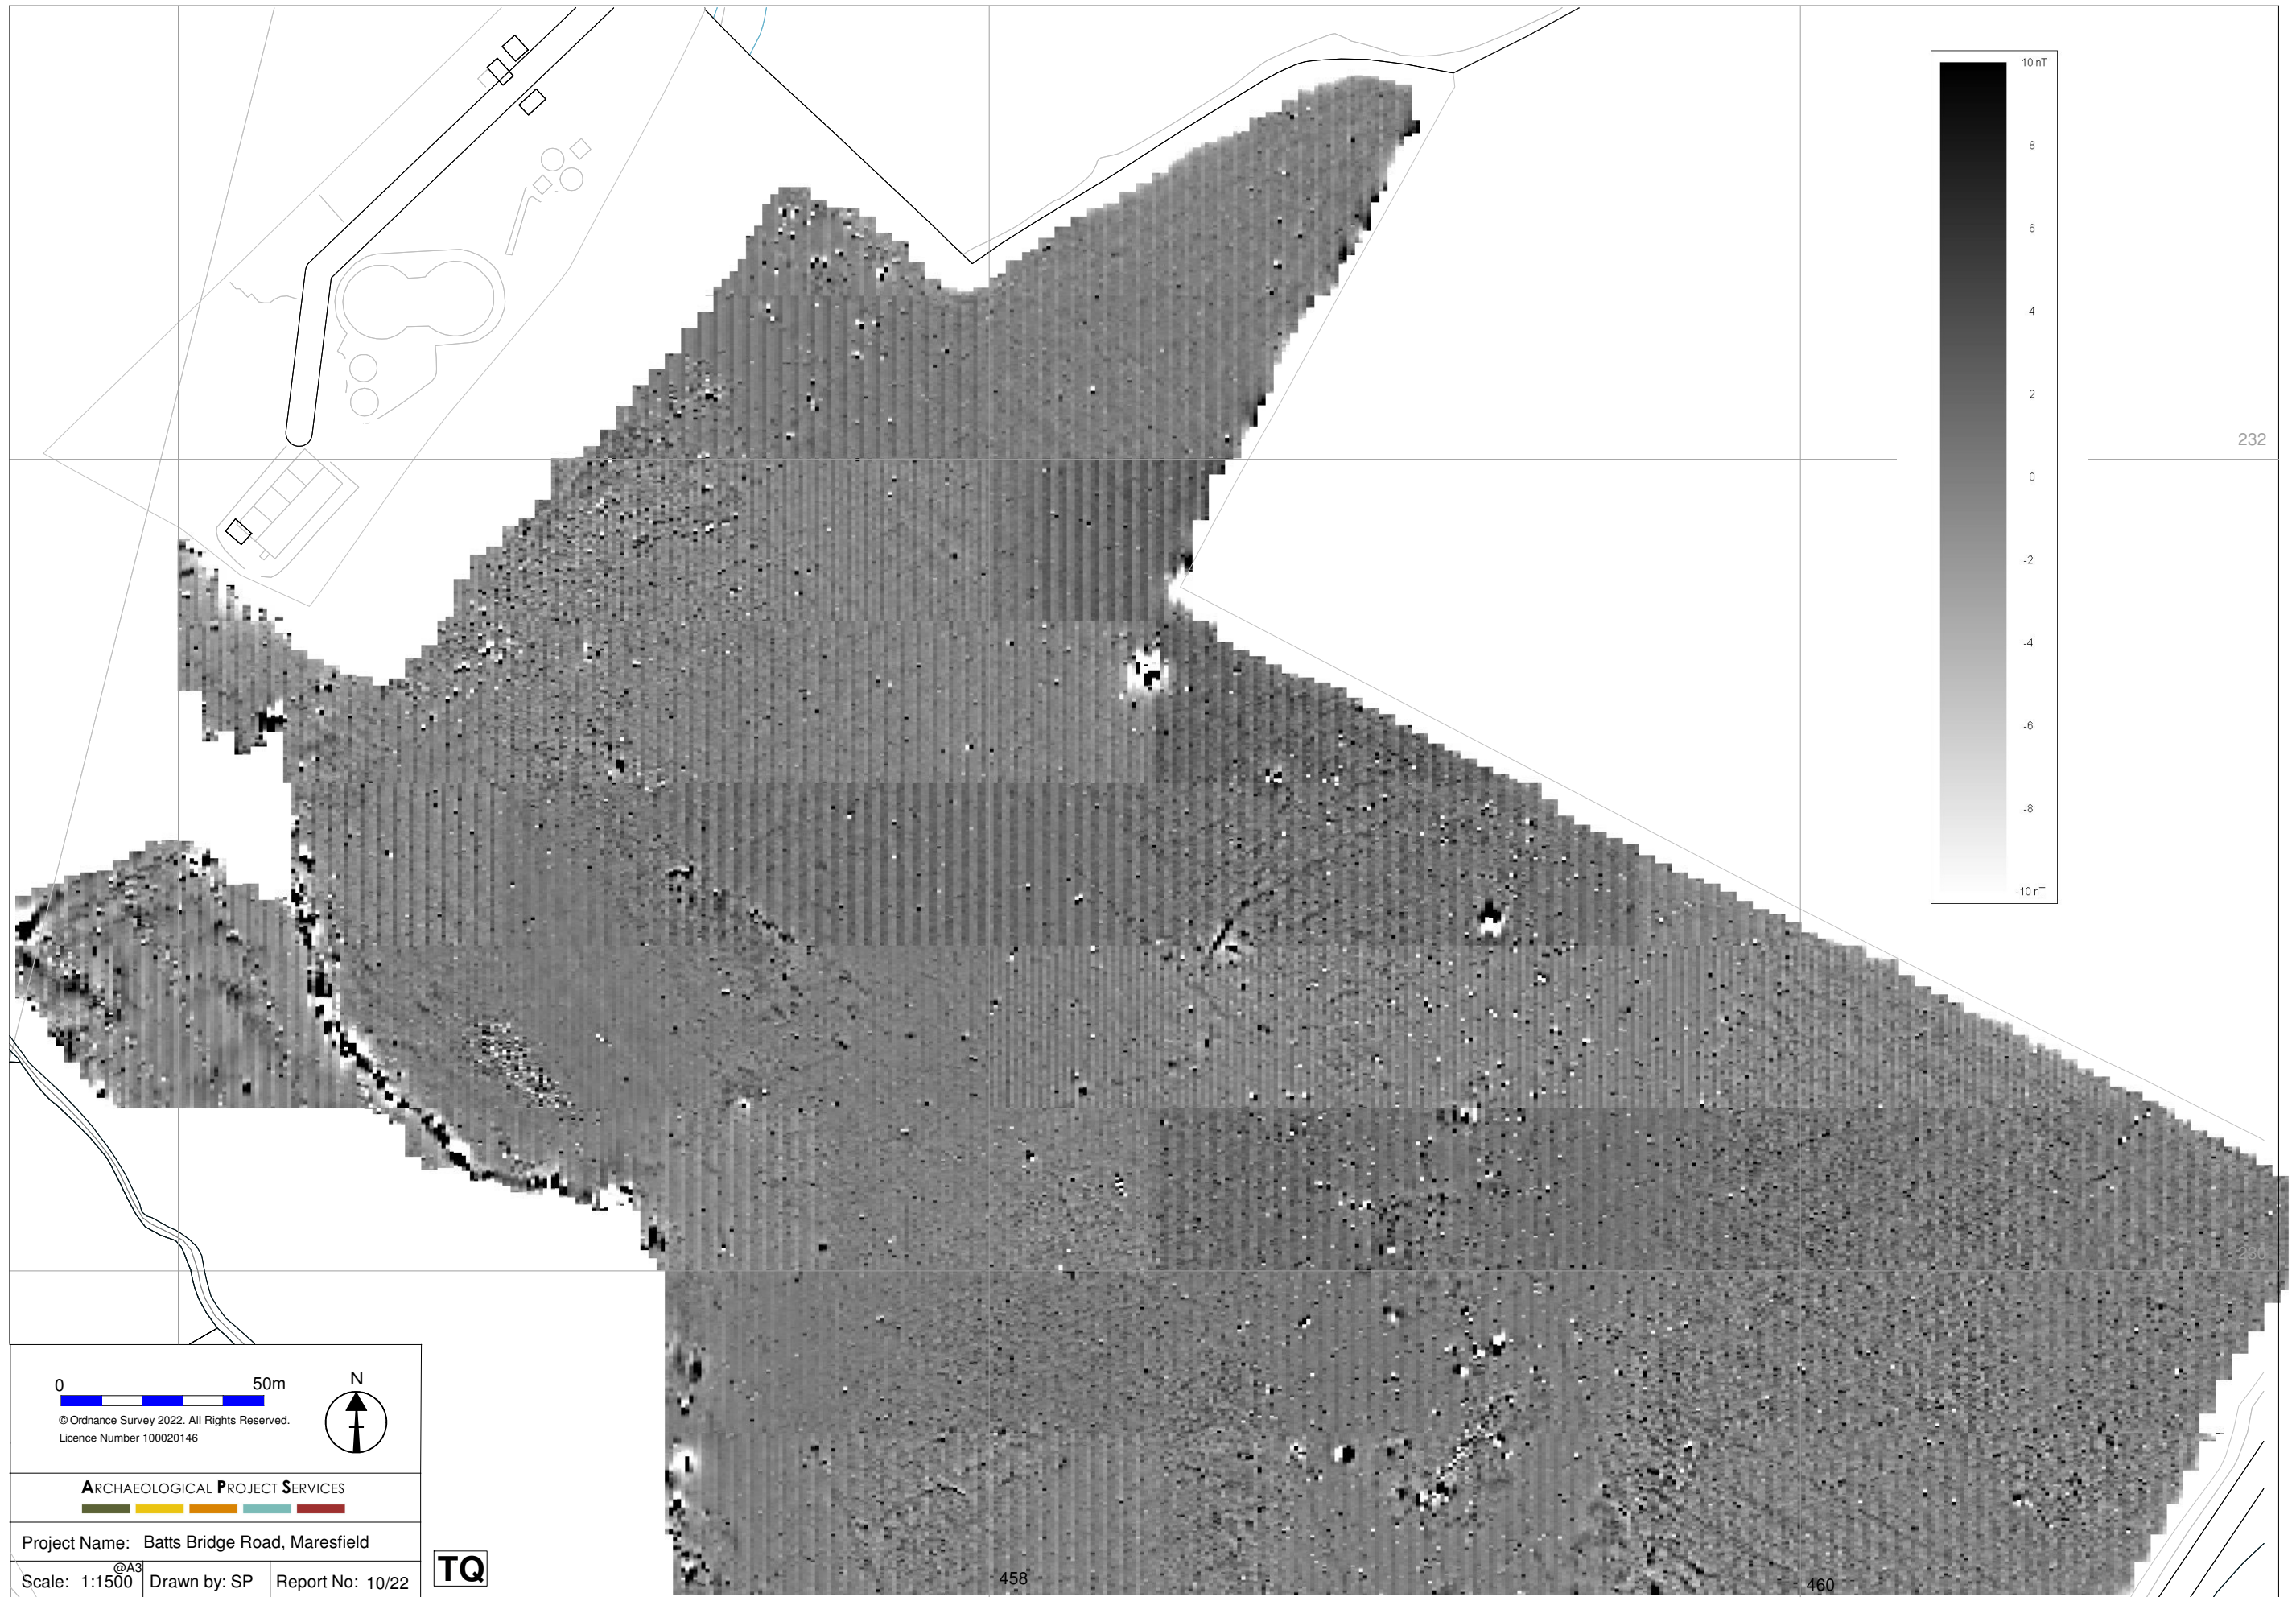 10 nT
8
6
4
2
0
-2
-4
-6
-8
-10 nT
232
230
0 50m
N
© Ordnance Survey 2022. All Rights Reserved.
Licence Number 100020146
ARCHAEOLOGICAL PROJECT SERVICES
Project Name: Batts Bridge Road, Maresfield
@A3
Scale: 1:1500 Drawn by: SP Report No: 10/22
TQ
458
460